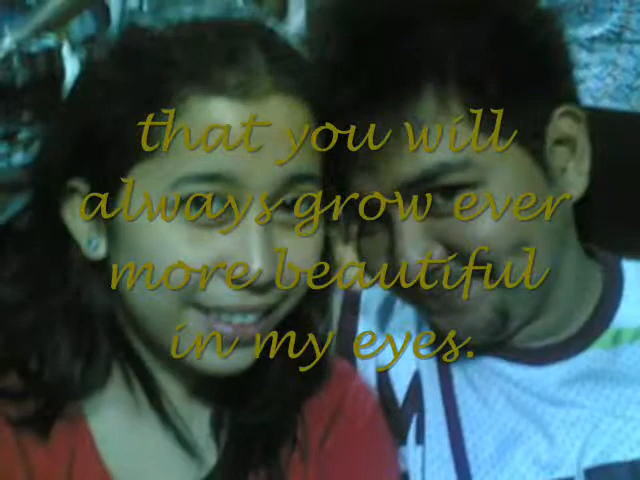 that you will
always grow ever
more beautiful
in my eyes.
M